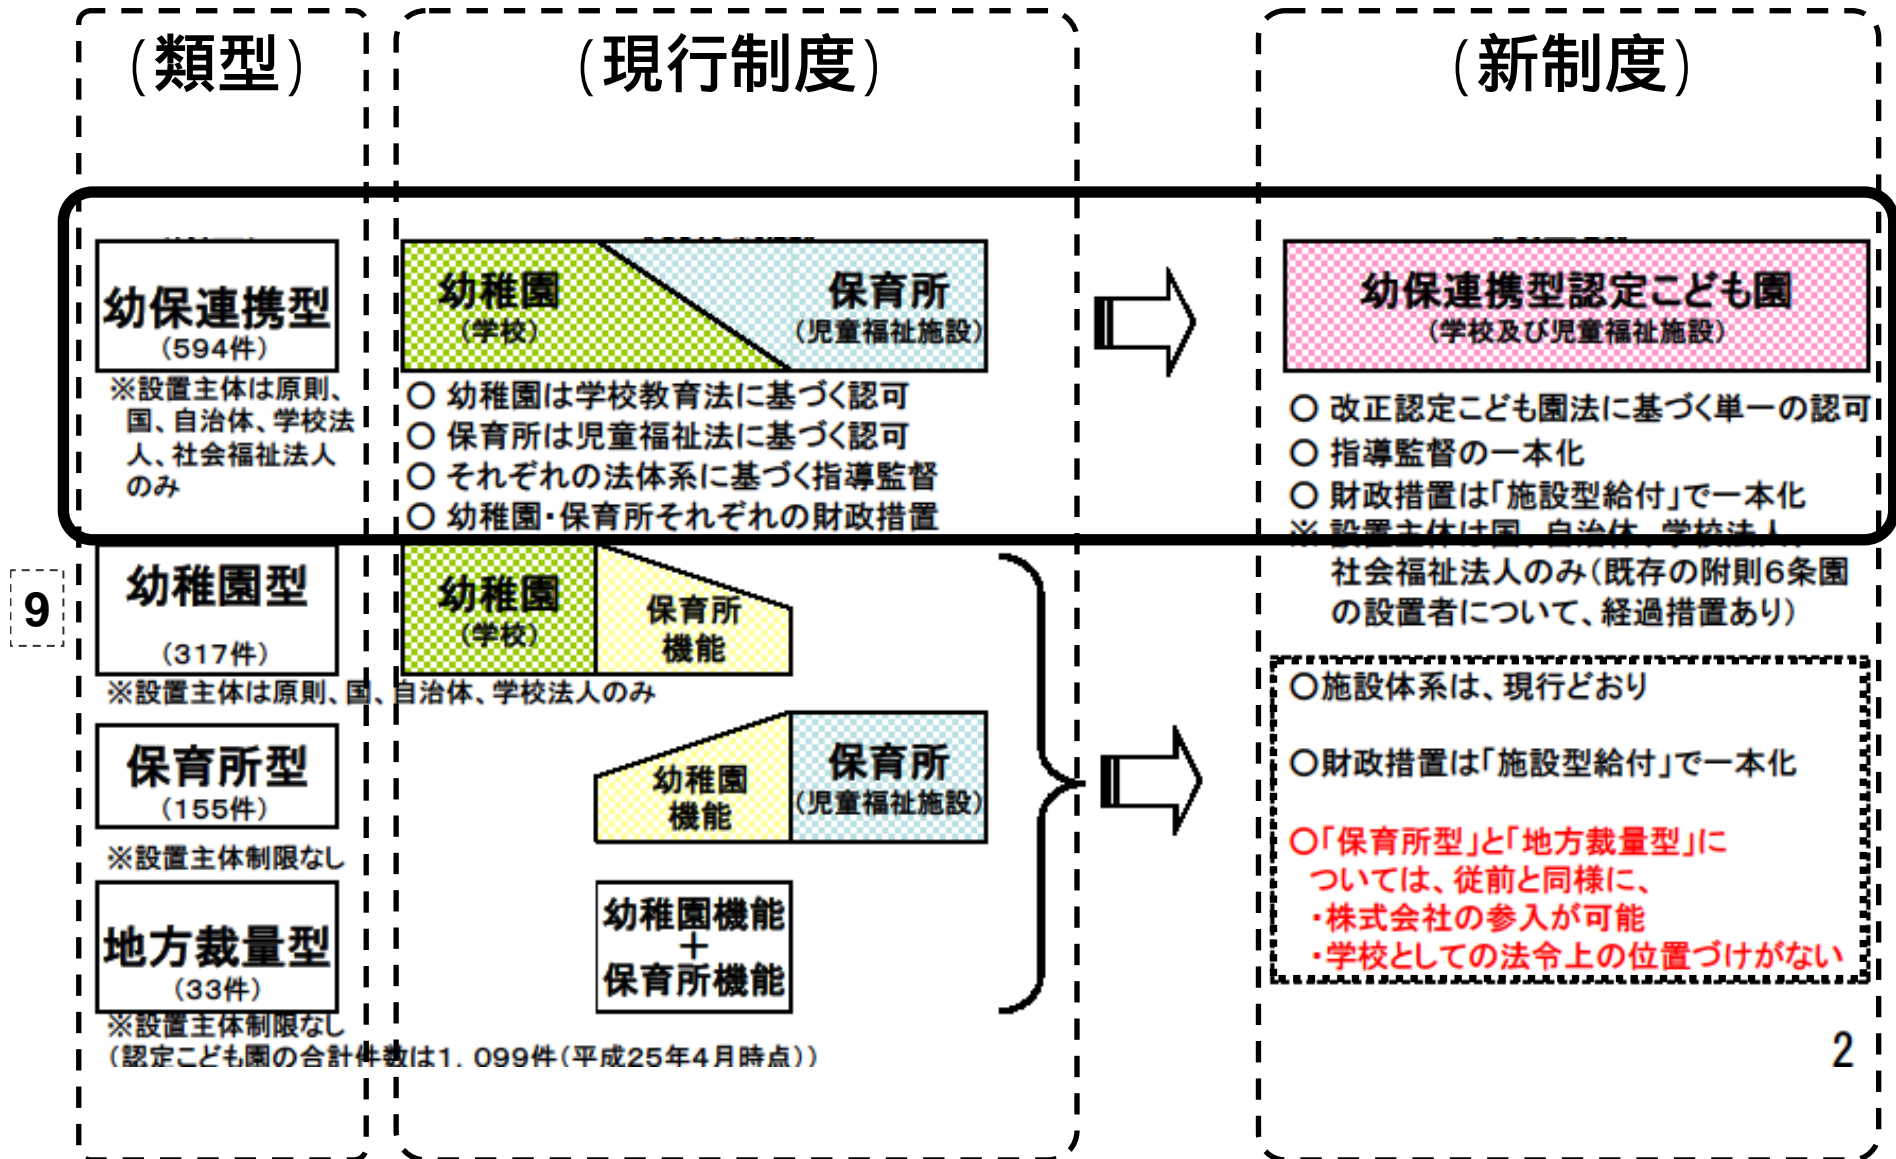 (類型)
(現行制度)
(新制度)
幼保連携型
(594件)
※設置主体は原則、
国、自治体、学校法
人、社会福祉法人
のみ
幼稚園
(学校)
保育所
(児童福祉施設)
○ 幼稚園は学校教育法に基づく認可
○ 保育所は児童福祉法に基づく認可
○ それぞれの法体系に基づく指導監督
○ 幼稚園・保育所それぞれの財政措置
幼保連携型認定こども園
(学校及び児童福祉施設)
○ 改正認定こども園法に基づく単一の認可
○ 指導監督の一本化
○ 財政措置は「施設型給付」で一本化
※ 設置主体は国、自治体、学校法人、
社会福祉法人のみ(既存の附則6条園
の設置者について、経過措置あり)
9
幼稚園型
(317件)
※設置主体は原則、国、自治体、学校法人のみ
幼稚園
(学校)
保育所
機能
保育所型
(155件)
※設置主体制限なし
幼稚園
機能
保育所
(児童福祉施設)
地方裁量型
(33件)
※設置主体制限なし
(認定こども園の合計件数は1,099件(平成25年4月時点))
幼稚園機能
+
保育所機能
○施設体系は、現行どおり
○財政措置は「施設型給付」で一本化
○「保育所型」と「地方裁量型」に
ついては、従前と同様に、
・株式会社の参入が可能
・学校としての法令上の位置づけがない
2